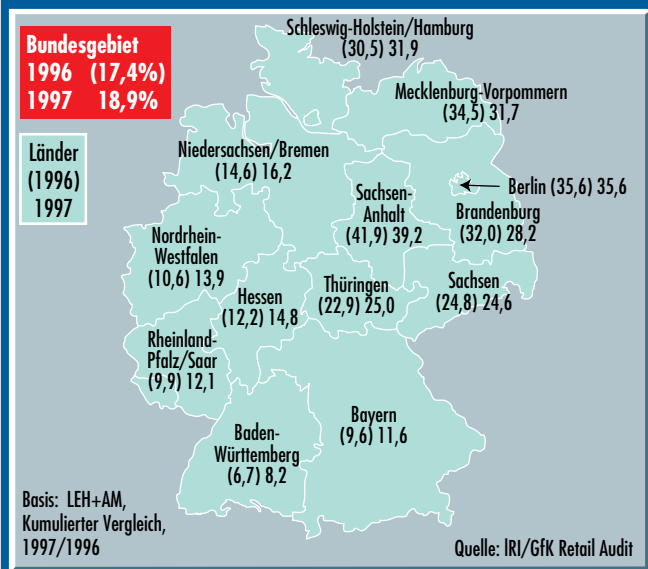 Bundesgebiet
1996 (17,4%)
1997 18,9%
Länder
(1996)
1997
Schleswig-Holstein/Hamburg
(30,5) 31,9
Mecklenburg-Vorpommern
(34,5) 31,7
Niedersachsen/Bremen
(14,6) 16,2
Berlin (35,6) 35,6
Sachsen-
Anhalt
(41,9) 39,2
Brandenburg
(32,0) 28,2
Nordrhein-
Westfalen
(10,6) 13,9
Hessen
(12,2) 14,8
Thüringen
(22,9) 25,0
Sachsen
(24,8) 24,6
Rheinland-
Pfalz/Saar
(9,9) 12,1
Baden-
Württemberg
(6,7) 8,2
Bayern
(9,6) 11,6
Basis: LEH+AM,
Kumulierter Vergleich,
1997/1996
Quelle: IRI/GfK Retail Audit